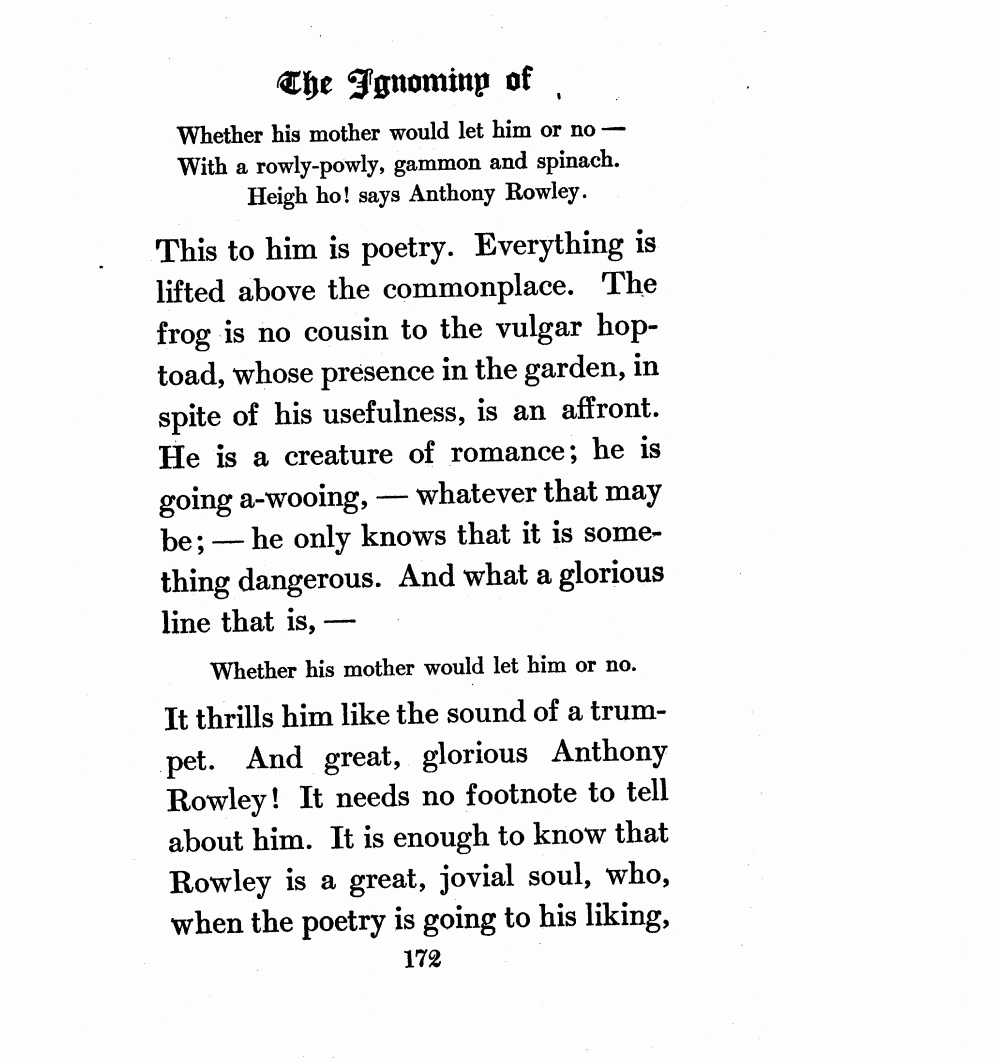 The Ignominy of
Whether his mother would let him or no —
With a rowly-powly, gammon and spinach.
Heigh ho! says Anthony Rowley.
This to him is poetry. Everything is
lifted above the commonplace. The
frog is no cousin to the vulgar hop-
toad, whose presence in the garden, in
spite of his usefulness, is an affront.
He is a creature of romance; he is
going a-wooing, — whatever that may
be; — he only knows that it is some-
thing dangerous. And what a glorious
line that is, —
Whether his mother would let him or no.
It thrills him like the sound of a trum-
pet. And great, glorious Anthony
Rowley! It needs no footnote to tell
about him. It is enough to know that
Rowley is a great, jovial soul, who,
when the poetry is going to his liking,
172